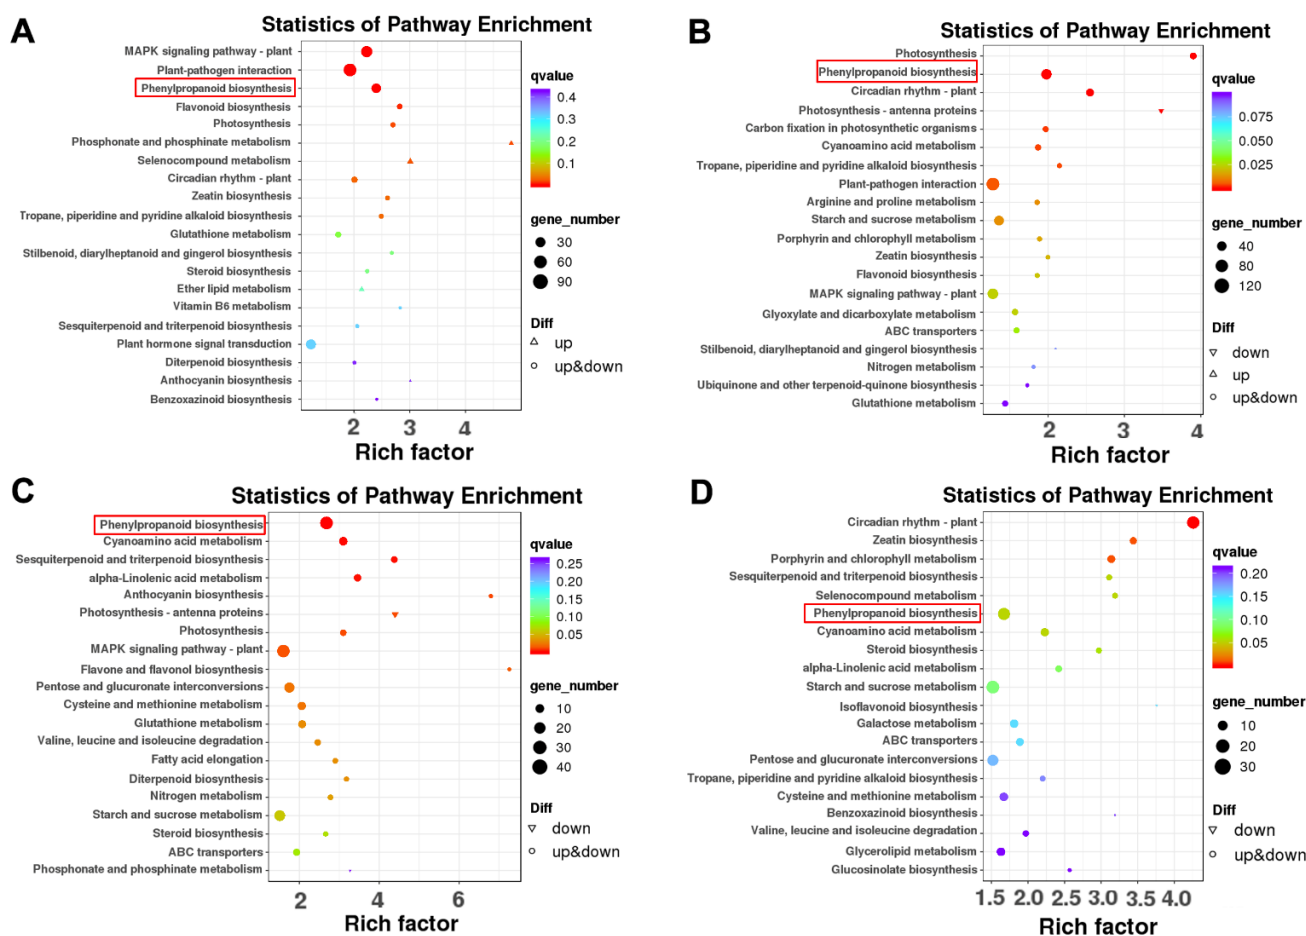 A
Statistics of Pathway Enrichment
MAPK signaling pathway - plant
Plant-pathogen interaction
Phenylpropanoid biosynthesis
Flavonoid biosynthesis
Photosynthesis
Phosphonate and phosphinate metabolism
Selenocompound metabolism
Circadian rhythm - plant
Zeatin biosynthesis
Tropane, piperidine and pyridine alkaloid biosynthesis
Glutathione metabolism
Stilbenoid, diarylheptanoid and gingerol biosynthesis
Steroid biosynthesis
Ether lipid metabolism
Vitamin B6 metabolism
Sesquiterpenoid and triterpenoid biosynthesis
Plant hormone signal transduction
Diterpenoid biosynthesis
Anthocyanin biosynthesis
Benzoxazinoid biosynthesis
2 3 4
Rich factor
qvalue
0.4
0.3
0.2
0.1
gene_number
30
60
90
Diff
up
up&down
B
Statistics of Pathway Enrichment
Photosynthesis
Phenylpropanoid biosynthesis
Circadian rhythm - plant
Photosynthesis - antenna proteins
Carbon fixation in photosynthetic organisms
Cyanoamino acid metabolism
Tropane, piperidine and pyridine alkaloid biosynthesis
Plant-pathogen interaction
Arginine and proline metabolism
Starch and sucrose metabolism
Porphyrin and chlorophyll metabolism
Zeatin biosynthesis
Flavonoid biosynthesis
MAPK signaling pathway - plant
Glyoxylate and dicarboxylate metabolism
ABC transporters
Stilbenoid, diarylheptanoid and gingerol biosynthesis
Nitrogen metabolism
Ubiquinone and other terpenoid-quinone biosynthesis
Glutathione metabolism
2 3 4
Rich factor
qvalue
0.075
0.050
0.025
gene_number
40
80
120
Diff
down
up
up&down
C
Statistics of Pathway Enrichment
Phenylpropanoid biosynthesis
Cyanoamino acid metabolism
Sesquiterpenoid and triterpenoid biosynthesis
alpha-Linolenic acid metabolism
Anthocyanin biosynthesis
Photosynthesis - antenna proteins
Photosynthesis
MAPK signaling pathway - plant
Flavone and flavonol biosynthesis
Pentose and glucuronate interconversions
Cysteine and methionine metabolism
Glutathione metabolism
Valine, leucine and isoleucine degradation
Fatty acid elongation
Diterpenoid biosynthesis
Nitrogen metabolism
Starch and sucrose metabolism
Steroid biosynthesis
ABC transporters
Phosphonate and phosphinate metabolism
2 4 6
Rich factor
qvalue
0.25
0.20
0.15
0.10
0.05
gene_number
10
20
30
40
Diff
down
up&down
D
Statistics of Pathway Enrichment
Circadian rhythm - plant
Zeatin biosynthesis
Porphyrin and chlorophyll metabolism
Sesquiterpenoid and triterpenoid biosynthesis
Selenocompound metabolism
Phenylpropanoid biosynthesis
Cyanoamino acid metabolism
Steroid biosynthesis
alpha-Linolenic acid metabolism
Starch and sucrose metabolism
Isoflavonoid biosynthesis
Galactose metabolism
ABC transporters
Pentose and glucuronate interconversions
Tropane, piperidine and pyridine alkaloid biosynthesis
Cysteine and methionine metabolism
Benzoxazinoid biosynthesis
Valine, leucine and isoleucine degradation
Glycerolipid metabolism
Glucosinolate biosynthesis
1.5 2.0 2.5 3.0 3.5 4.0
Rich factor
qvalue
0.20
0.15
0.10
0.05
gene_number
10
20
30
Diff
down
up&down